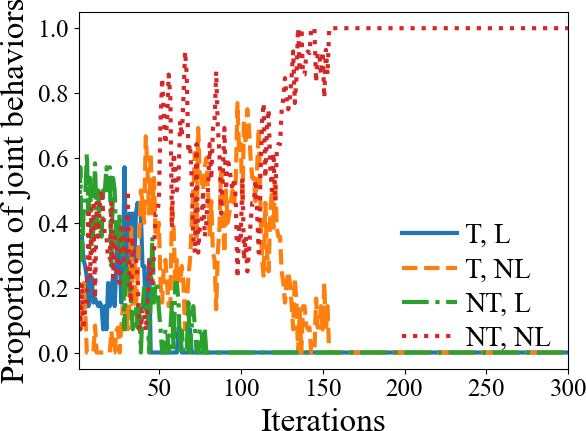 Proportion of joint behaviors
1.0
0.8
0.6
0.4
0.2
0.0
T, L
T, NL
NT, L
NT, NL
50 100 150 200 250 300
Iterations